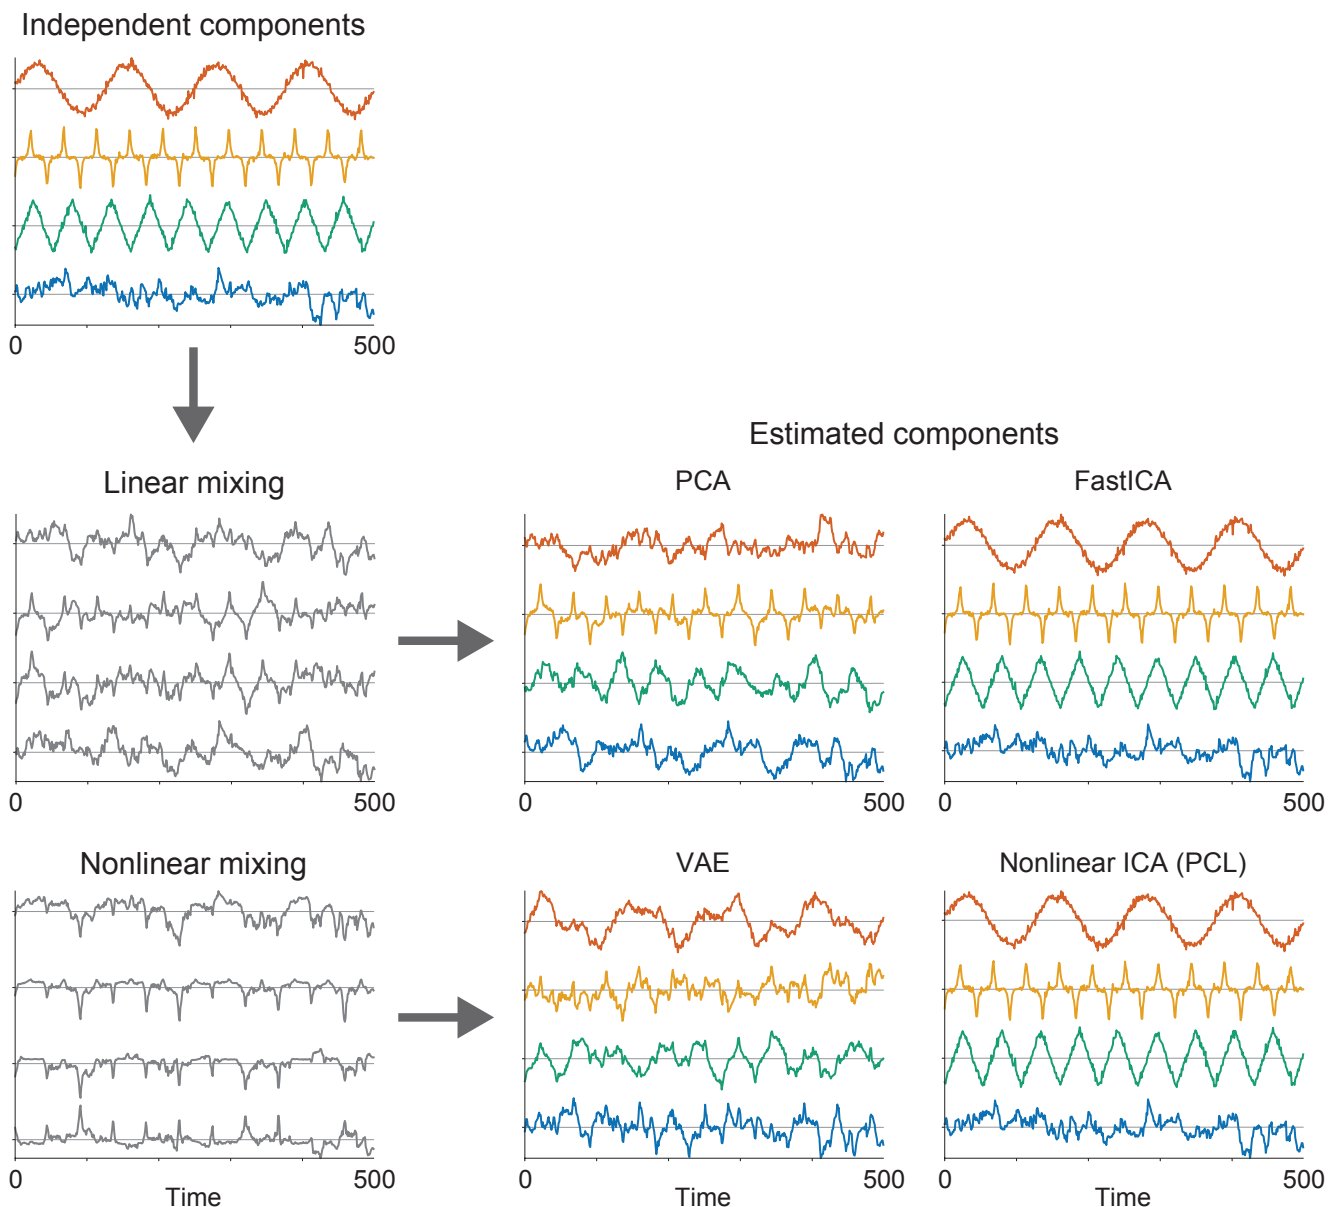 Independent components
0 500
Estimated components
Linear mixing
PCA
FastICA
0 500
0 500
0 500
Nonlinear mixing
VAE
Nonlinear ICA (PCL)
0 500
0 500
0 500
Time
Time
Time